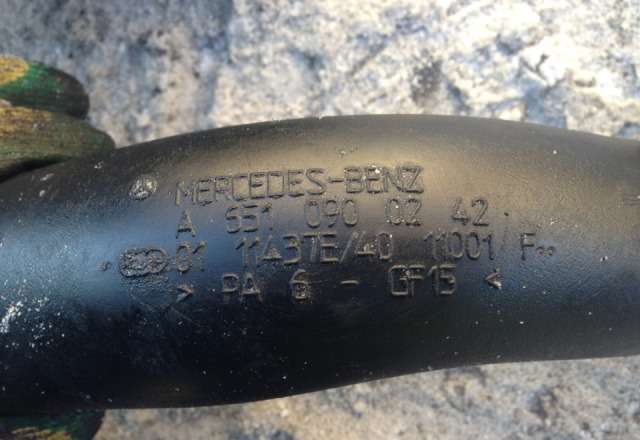 MERCEDES-BENZ
A 651 090 02 42
01 11437E/40 11001 F
> PA 6 - GF15 <